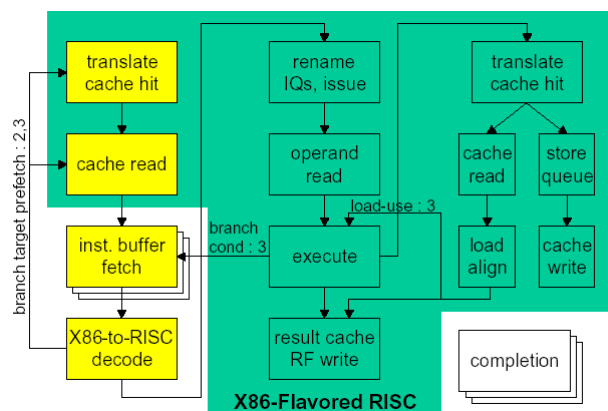 translate
cache hit
cache read
inst. buffer
fetch
X86-to-RISC
decode
branch target prefetch : 2,3
rename
IQs, issue
operand
read
branch
cond : 3
load-use : 3
execute
result cache
RF write
translate
cache hit
cache
read
store
queue
load
align
cache
write
completion
X86-Flavored RISC